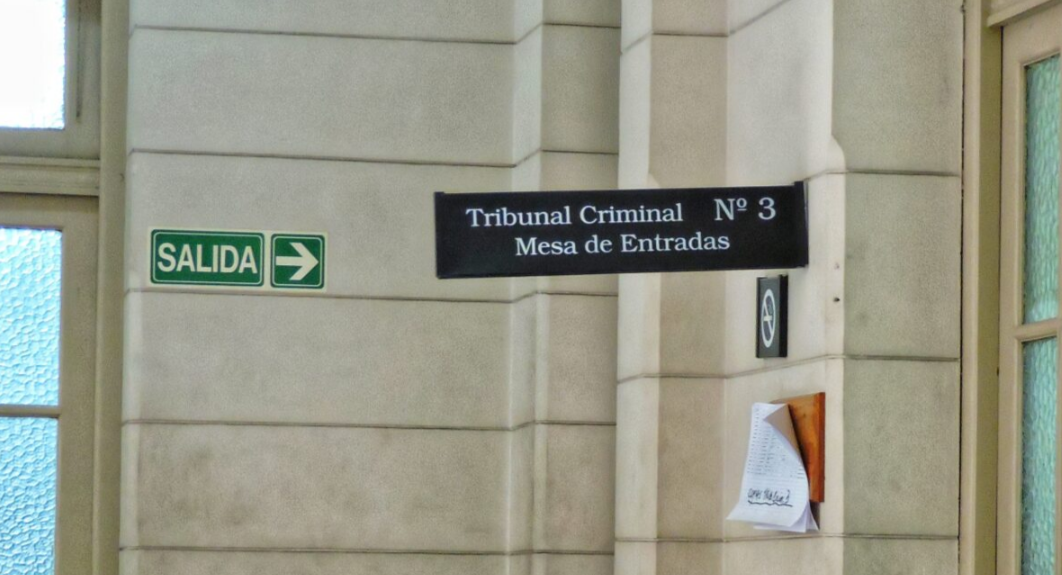 SALIDA
Tribunal Criminal Nº 3
Mesa de Entradas